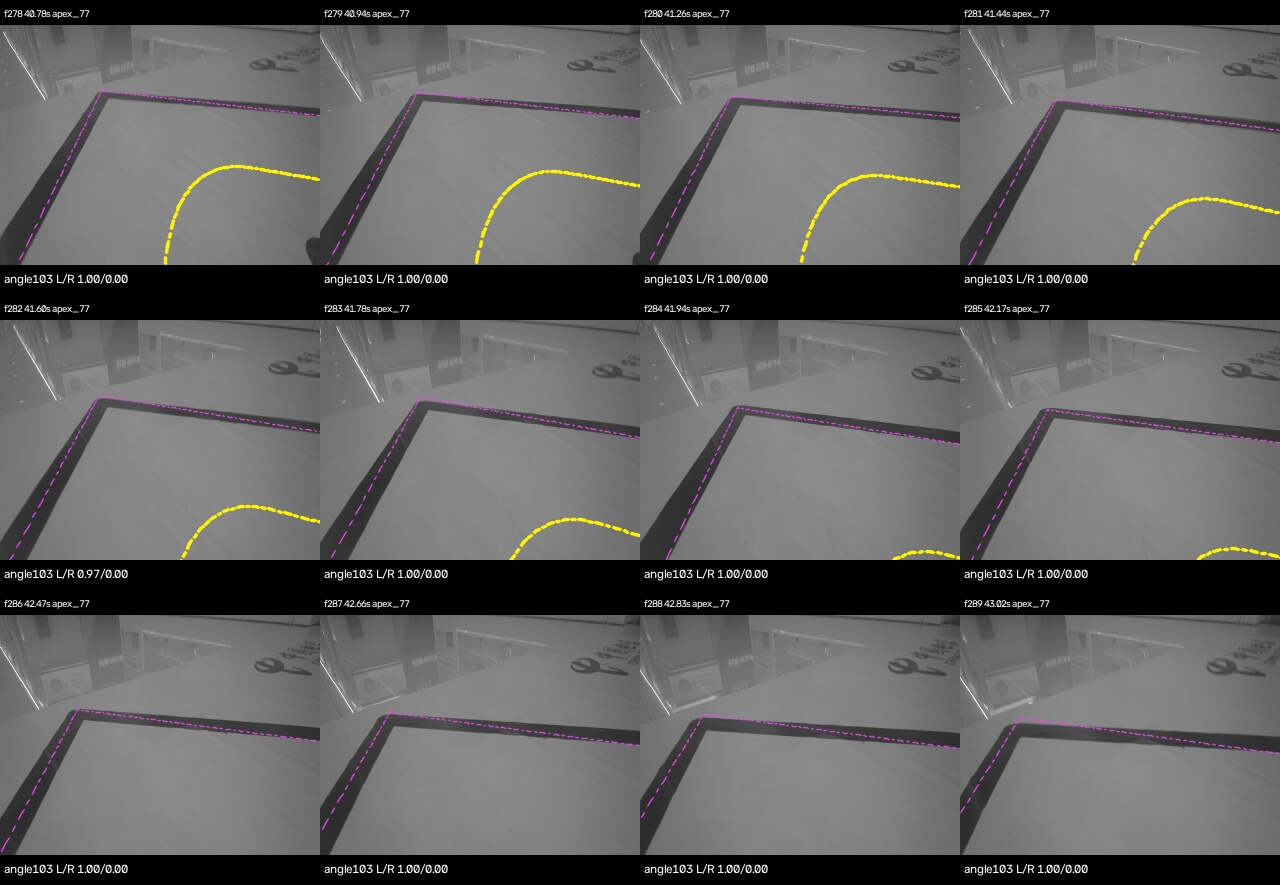 f278 40.78s apex_77
f279 40.94s apex_77
f280 41.26s apex_77
f281 41.44s apex_77
angle103 L/R 1.00/0.00
angle103 L/R 1.00/0.00
angle103 L/R 1.00/0.00
angle103 L/R 1.00/0.00
f282 41.60s apex_77
f283 41.78s apex_77
f284 41.94s apex_77
f285 42.17s apex_77
angle103 L/R 0.97/0.00
angle103 L/R 1.00/0.00
angle103 L/R 1.00/0.00
angle103 L/R 1.00/0.00
f286 42.47s apex_77
f287 42.66s apex_77
f288 42.83s apex_77
f289 43.02s apex_77
angle103 L/R 1.00/0.00
angle103 L/R 1.00/0.00
angle103 L/R 1.00/0.00
angle103 L/R 1.00/0.00